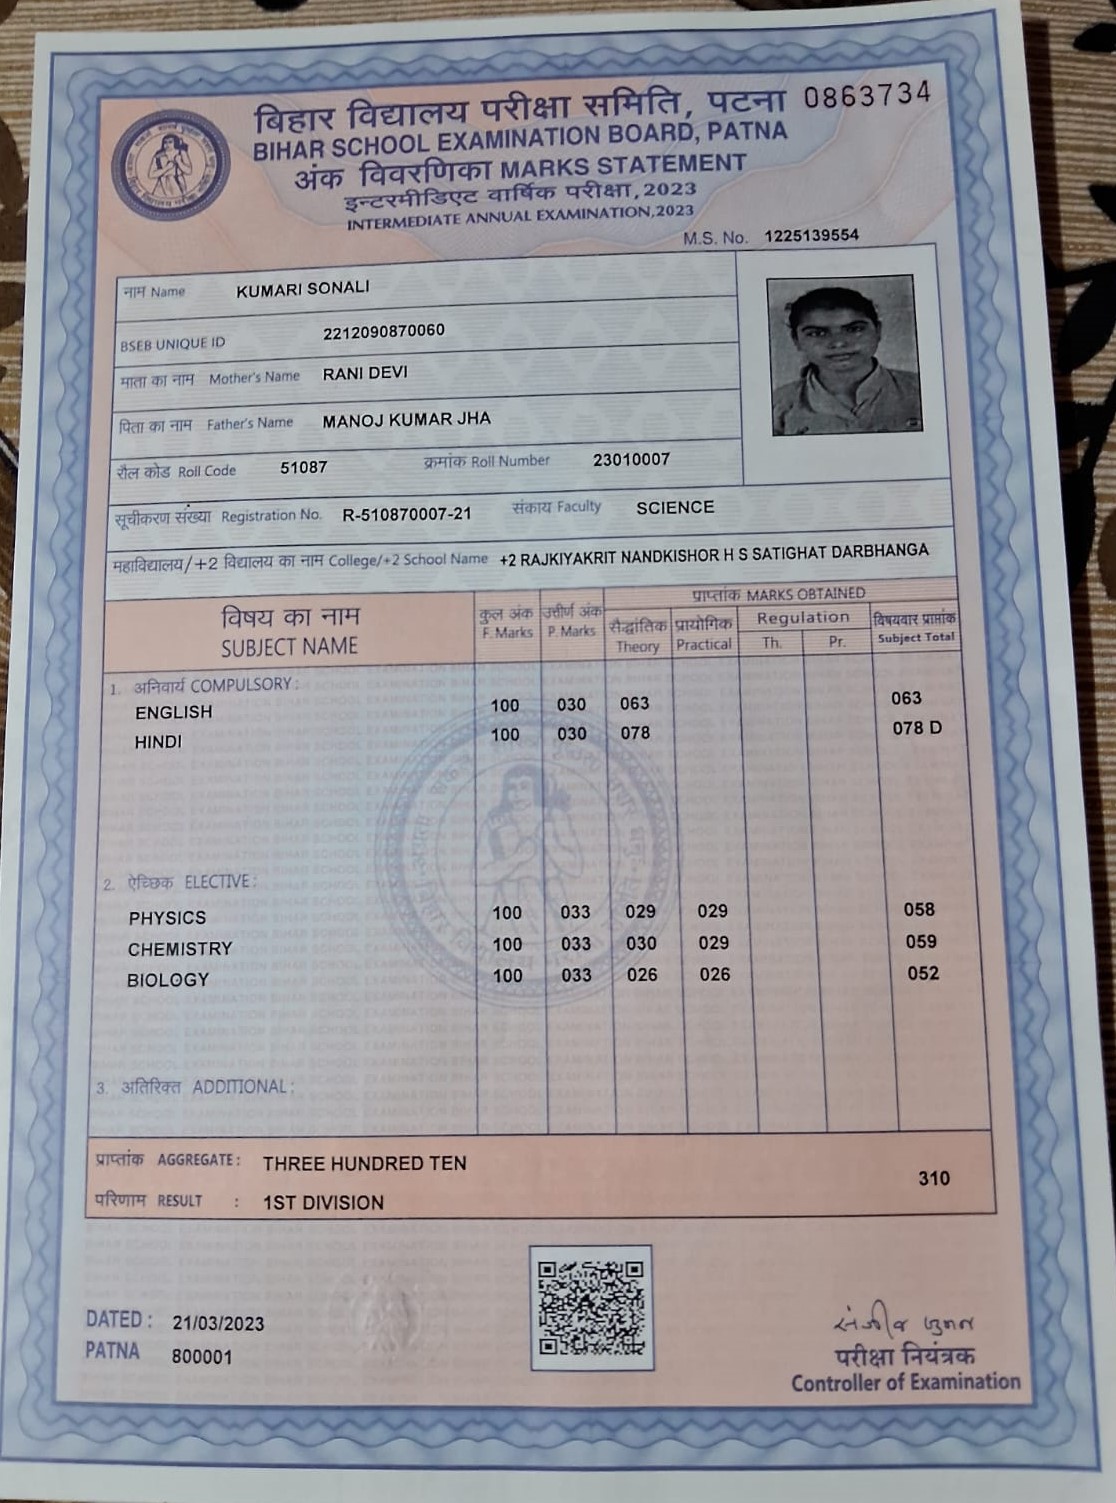 बिहार विद्यालय परीक्षा समिति, पटना 0863734
BIHAR SCHOOL EXAMINATION BOARD, PATNA
अंक विवरणिका MARKS STATEMENT
इन्टरमीडिएट वार्षिक परीक्षा, 2023
INTERMEDIATE ANNUAL EXAMINATION,2023
M.S. No. 1225139554
नाम Name KUMARI SONALI
BSEB UNIQUE ID 2212090870060
माता का नाम Mother's Name RANI DEVI
पिता का नाम Father's Name MANOJ KUMAR JHA
रौल कोड Roll Code 51087 क्रमांक Roll Number 23010007
सूचीकरण संख्या Registration No. R-510870007-21 संकाय Faculty SCIENCE
महाविद्यालय/+2 विद्यालय का नाम College/+2 School Name +2 RAJKIYAKRIT NANDKISHOR H S SATIGHAT DARBHANGA
विषय का नाम कुल अंक उत्तीर्ण अंक प्राप्तांक MARKS OBTAINED
SUBJECT NAME F. Marks P. Marks सैद्धांतिक प्रायोगिक Regulation विषयवार प्राप्तांक
Theory Practical Th. Pr. Subject Total
1. अनिवार्य COMPULSORY:
ENGLISH 100 030 063 063
HINDI 100 030 078 078 D
2. ऐच्छिक ELECTIVE:
PHYSICS 100 033 029 029 058
CHEMISTRY 100 033 030 029 059
BIOLOGY 100 033 026 026 052
3. अतिरिक्त ADDITIONAL:
प्राप्तांक AGGREGATE: THREE HUNDRED TEN 310
परिणाम RESULT : 1ST DIVISION
DATED : 21/03/2023
PATNA 800001
परीक्षा नियंत्रक
Controller of Examination